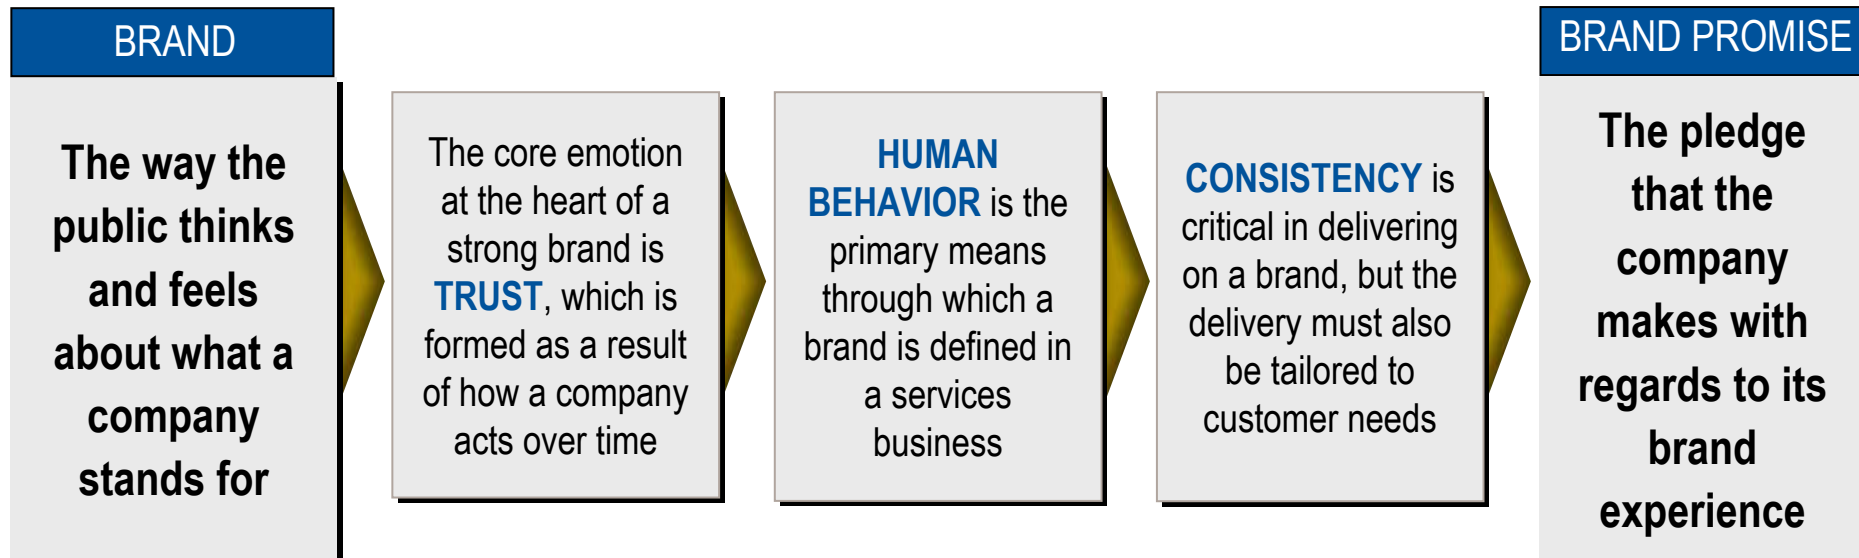 BRAND
The way the
public thinks
and feels
about what a
company
stands for
The core emotion
at the heart of a
strong brand is
TRUST, which is
formed as a result
of how a company
acts over time
HUMAN
BEHAVIOR is the
primary means
through which a
brand is defined in
a services
business
CONSISTENCY is
critical in delivering
on a brand, but the
delivery must also
be tailored to
customer needs
BRAND PROMISE
The pledge
that the
company
makes with
regards to its
brand
experience